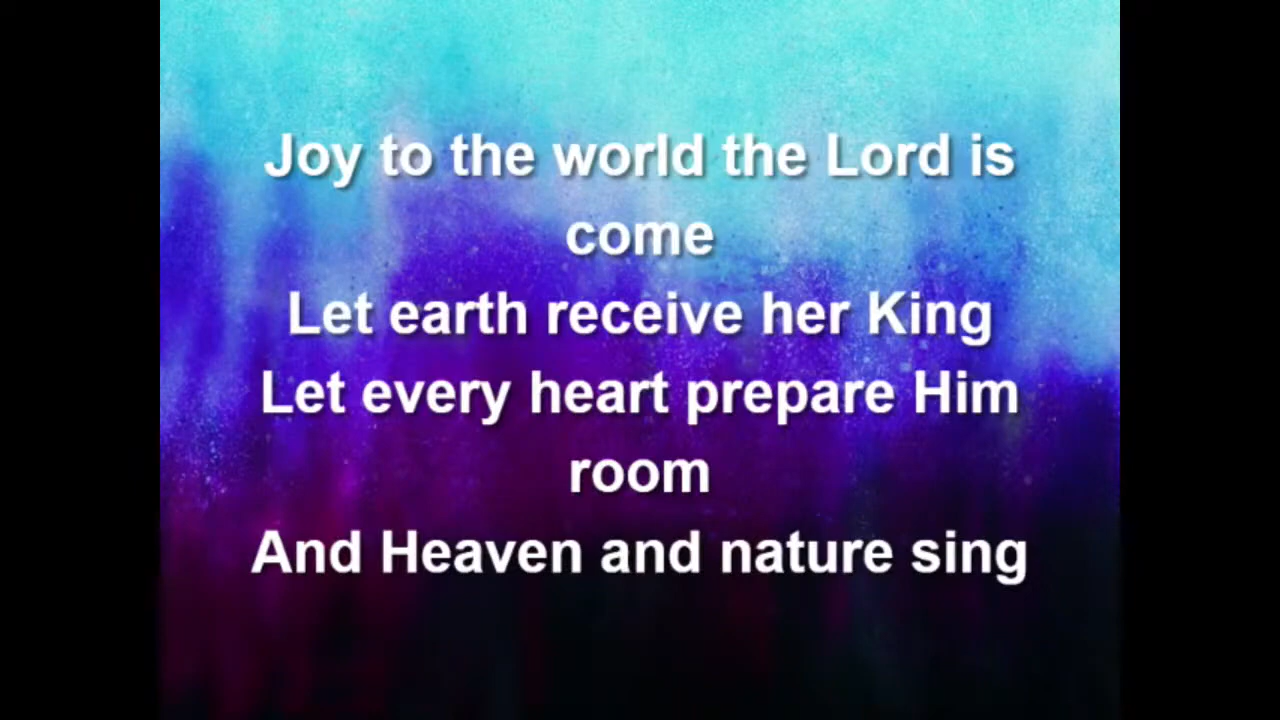 Joy to the world the Lord is
come
Let earth receive her King
Let every heart prepare Him
room
And Heaven and nature sing